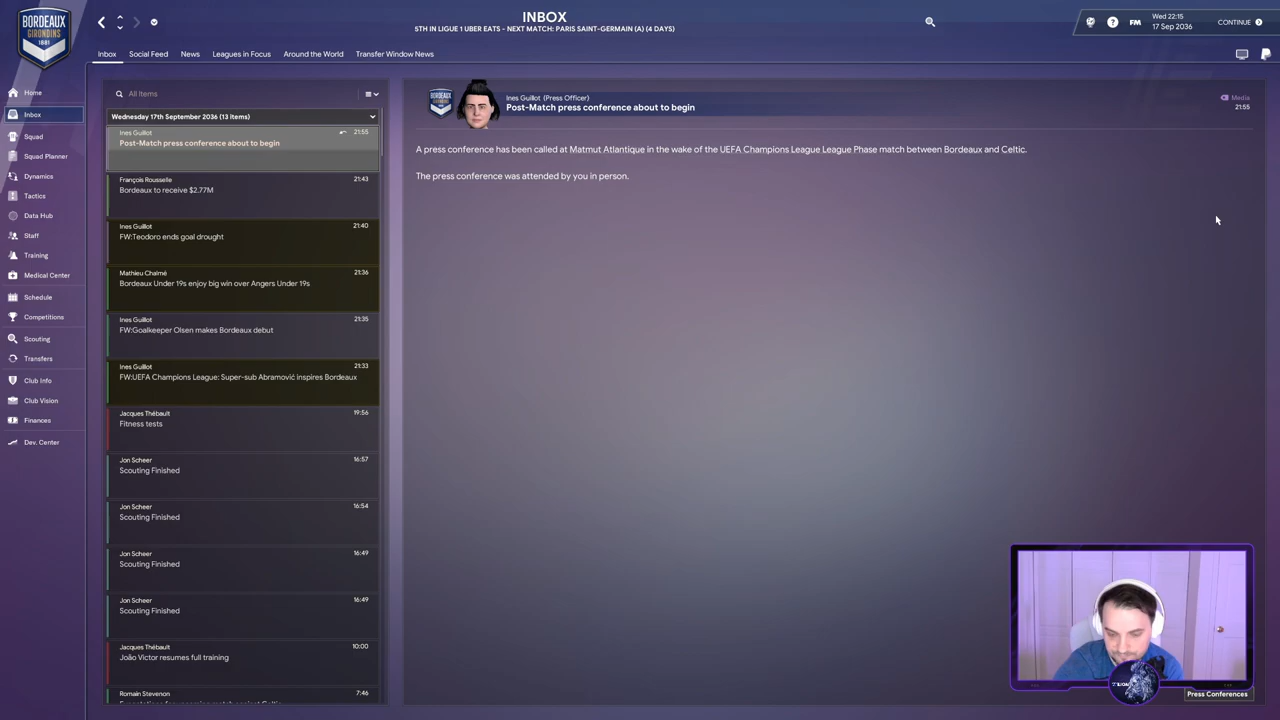 BORDEAUX
GIRONDINS
1881
INBOX
5TH IN LIGUE 1 UBER EATS - NEXT MATCH: PARIS SAINT-GERMAIN (A) (4 DAYS)
FM
Wed 22:15
17 Sep 2036
CONTINUE
Inbox
Social Feed
News
Leagues in Focus
Around the World
Transfer Window News
Home
Inbox
Squad
Squad Planner
Dynamics
Tactics
Data Hub
Staff
Training
Medical Center
Schedule
Competitions
Scouting
Transfers
Club Info
Club Vision
Finances
Dev. Center
All Items
Wednesday 17th September 2036 (13 items)
Ines Guillot 21:55
Post-Match press conference about to begin
François Rousselle 21:43
Bordeaux to receive $2.77M
Ines Guillot 21:40
FW:Teodoro ends goal drought
Mathieu Chalmé 21:36
Bordeaux Under 19s enjoy big win over Angers Under 19s
Ines Guillot 21:35
FW:Goalkeeper Olsen makes Bordeaux debut
Ines Guillot 21:33
FW:UEFA Champions League: Super-sub Abramović inspires Bordeaux
Jacques Thébault 19:56
Fitness tests
Jon Scheer 16:57
Scouting Finished
Jon Scheer 16:54
Scouting Finished
Jon Scheer 16:49
Scouting Finished
Jon Scheer 16:49
Scouting Finished
Jacques Thébault 10:00
João Victor resumes full training
Romain Stevenon 7:46
Ines Guillot (Press Officer)
Post-Match press conference about to begin
Media
21:55
A press conference has been called at Matmut Atlantique in the wake of the UEFA Champions League League Phase match between Bordeaux and Celtic.
The press conference was attended by you in person.
Press Conferences